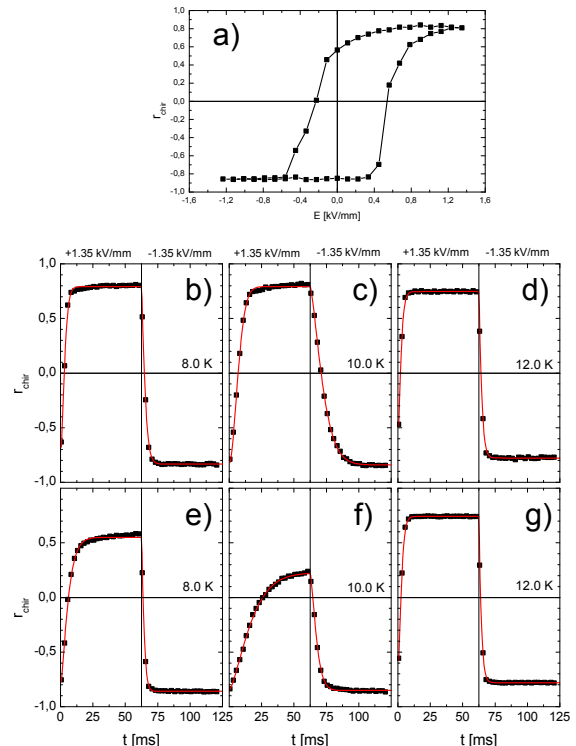 a)
1,0
0,8
0,6
0,4
0,2
0,0
-0,2
-0,4
-0,6
-0,8
-1,0
r_chir
-1,6 -1,2 -0,8 -0,4 0,0 0,4 0,8 1,2 1,6
E [kV/mm]
+1.35 kV/mm -1.35 kV/mm +1.35 kV/mm -1.35 kV/mm +1.35 kV/mm -1.35 kV/mm
1,0
b) c) d)
0,5
8.0 K 10.0 K 12.0 K
0,0
r_chir
-0,5
-1,0
e) f) g)
0,5
8.0 K 10.0 K 12.0 K
0,0
r_chir
-0,5
-1,0
0 25 50 75 100 125 0 25 50 75 100 125 0 25 50 75 100 125
t [ms] t [ms] t [ms]